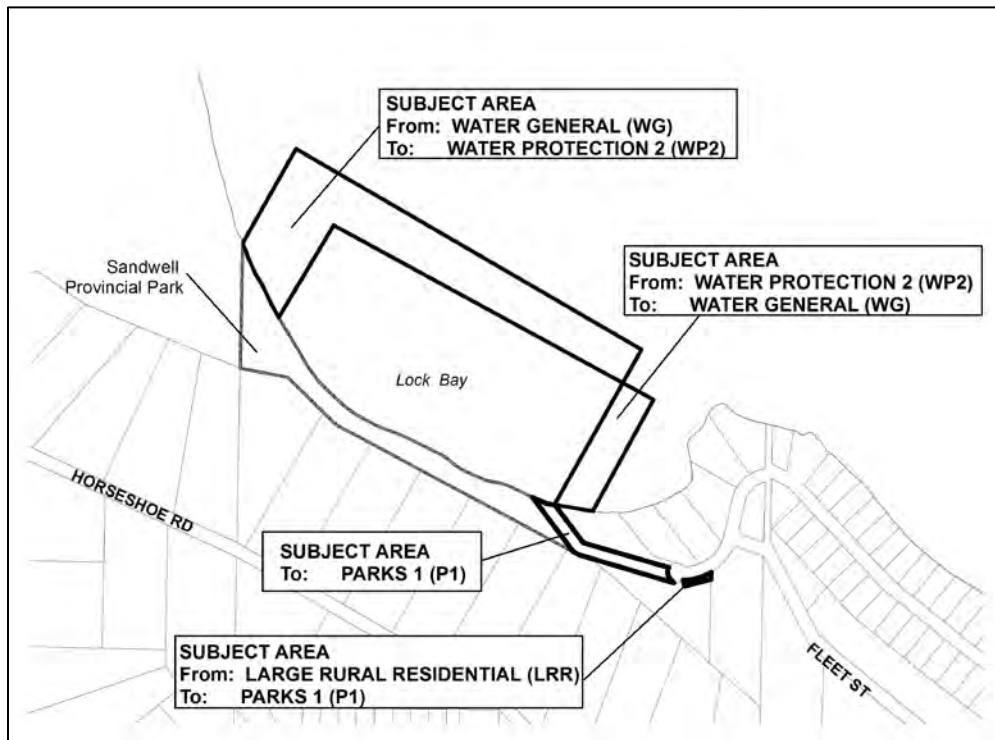 SUBJECT AREA
From: WATER GENERAL (WG)
To: WATER PROTECTION 2 (WP2)
SUBJECT AREA
From: WATER PROTECTION 2 (WP2)
To: WATER GENERAL (WG)
Sandwell
Provincial Park
Lock Bay
HORSESHOE RD
SUBJECT AREA
To: PARKS 1 (P1)
SUBJECT AREA
From: LARGE RURAL RESIDENTIAL (LRR)
To: PARKS 1 (P1)
FLEET ST